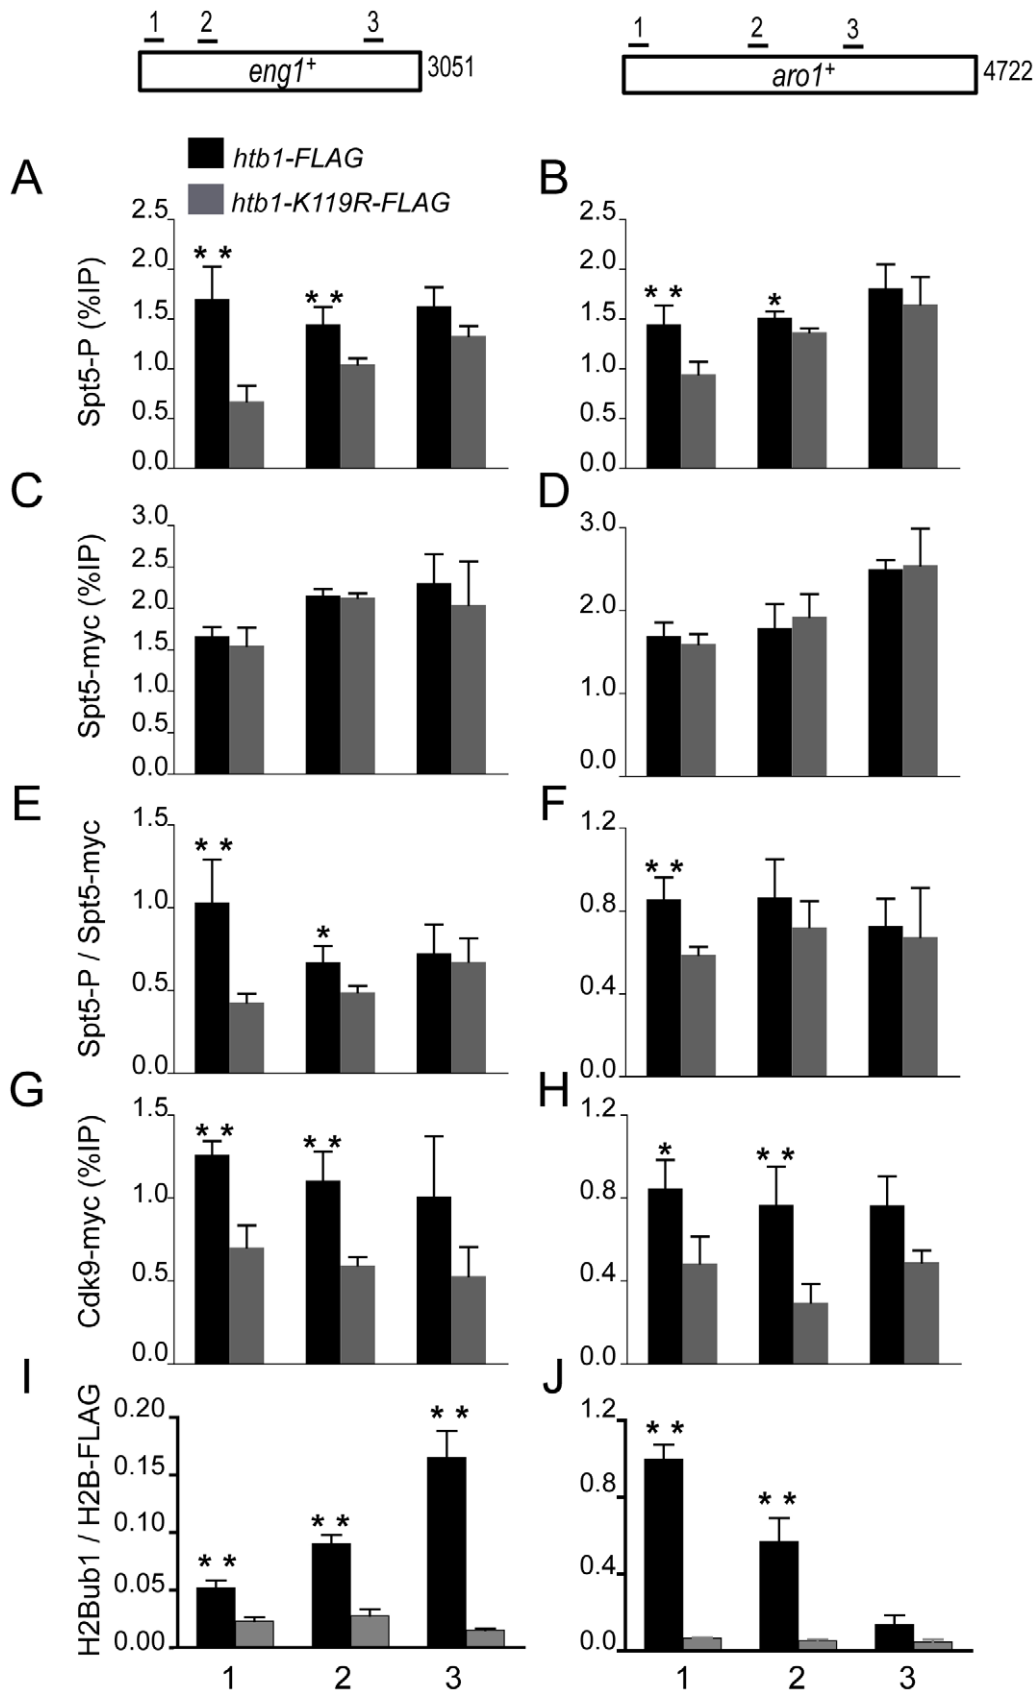 1 2 3
eng1+ 3051
1 2 3
aro1+ 4722
htb1-FLAG
htb1-K119R-FLAG
A
Spt5-P (%IP)
2.5
2.0
1.5
1.0
0.5
0.0
** **
B
2.5
2.0
1.5
1.0
0.5
0.0
** *
C
Spt5-myc (%IP)
3.0
2.5
2.0
1.5
1.0
0.5
0.0
D
3.0
2.0
1.0
0.0
E
Spt5-P / Spt5-myc
1.5
1.0
0.5
0.0
** *
F
1.2
0.8
0.4
0.0
**
G
Cdk9-myc (%IP)
1.5
1.0
0.5
0.0
** **
H
1.2
0.8
0.4
0.0
* **
I
H2Bub1 / H2B-FLAG
0.20
0.15
0.10
0.05
0.00
** ** **
1 2 3
J
1.2
0.8
0.4
0.0
** **
1 2 3